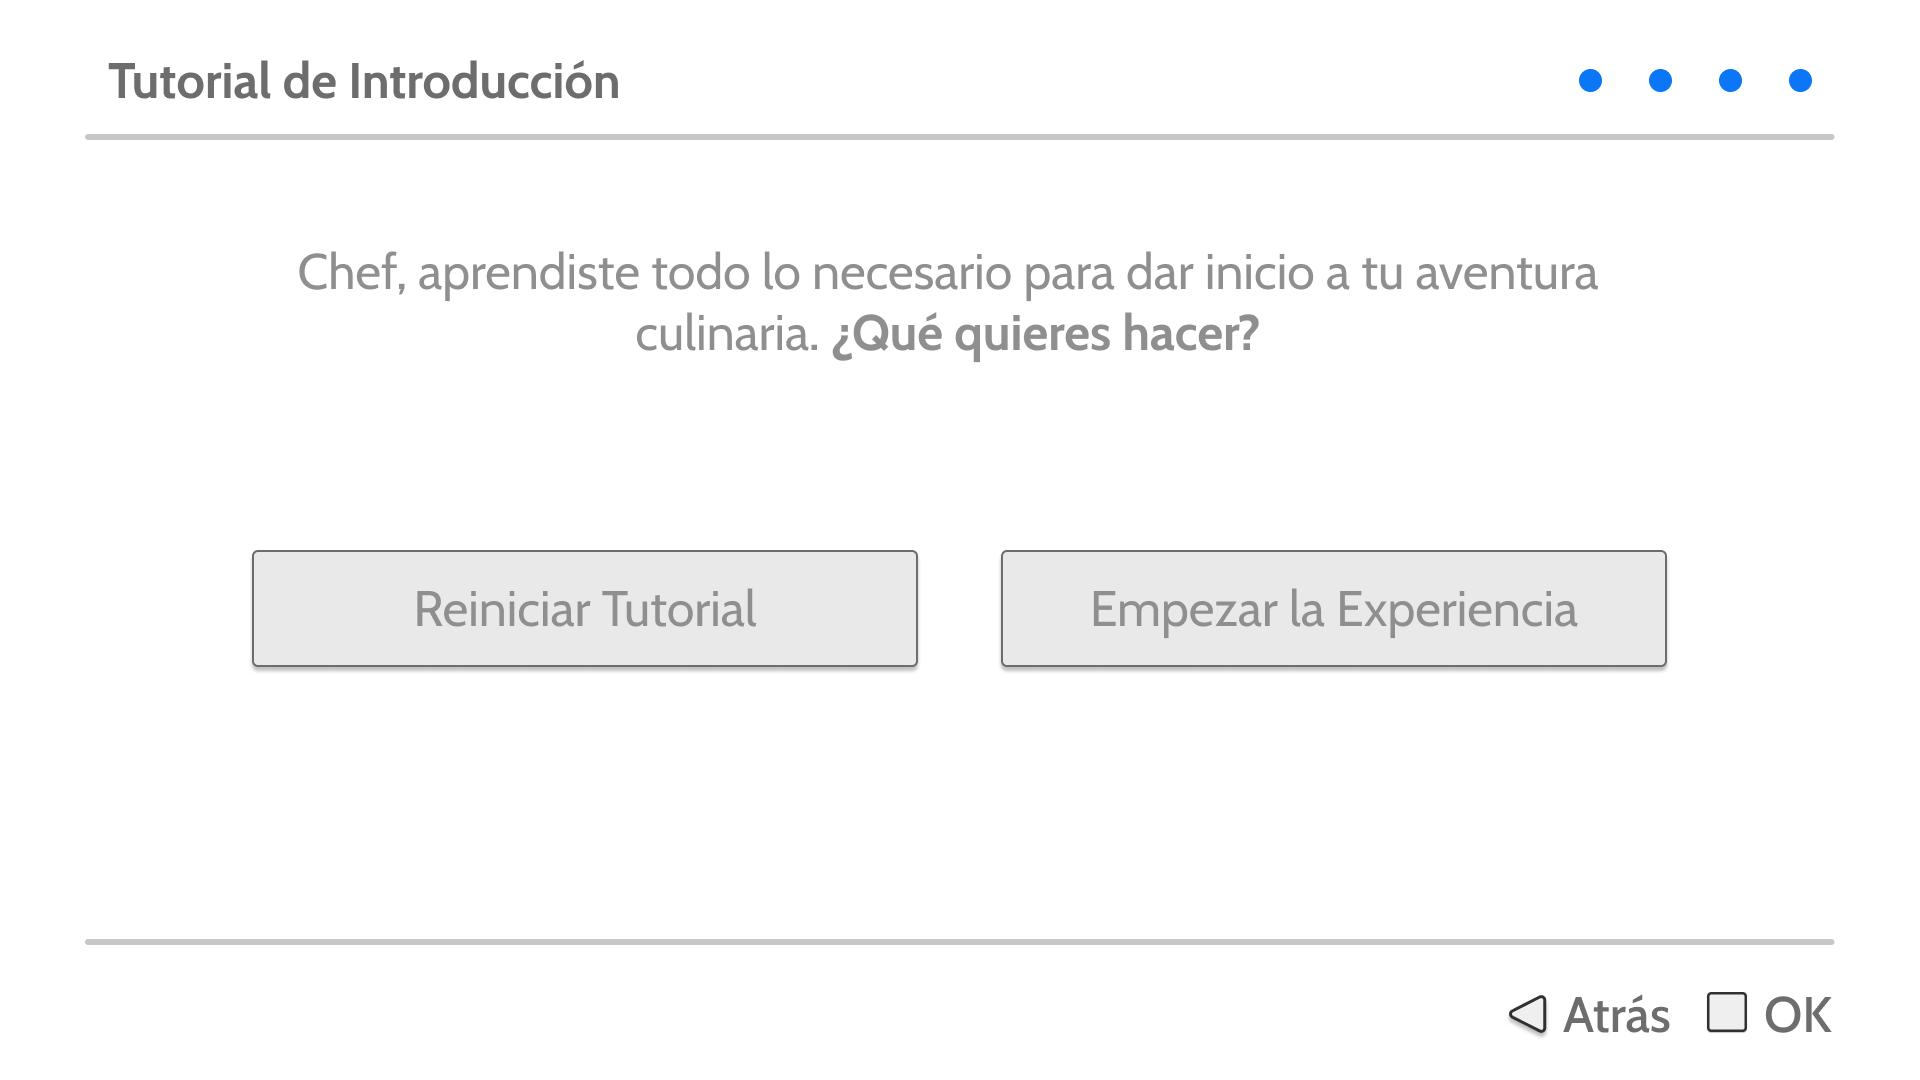 Tutorial de Introducción
Chef, aprendiste todo lo necesario para dar inicio a tu aventura
culinaria. ¿Qué quieres hacer?
Reiniciar Tutorial
Empezar la Experiencia
Atrás
OK